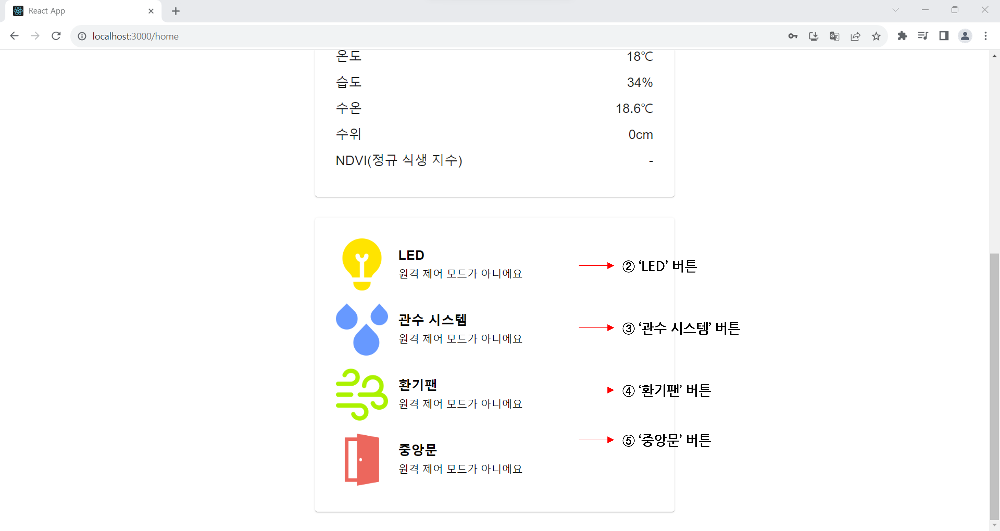 React App
localhost:3000/home
온도 18℃
습도 34%
수온 18.6℃
수위 0cm
NDVI(정규 식생 지수) -
LED
원격 제어 모드가 아니에요
② ‘LED’ 버튼
관수 시스템
원격 제어 모드가 아니에요
③ ‘관수 시스템’ 버튼
환기팬
원격 제어 모드가 아니에요
④ ‘환기팬’ 버튼
중앙문
원격 제어 모드가 아니에요
⑤ ‘중앙문’ 버튼